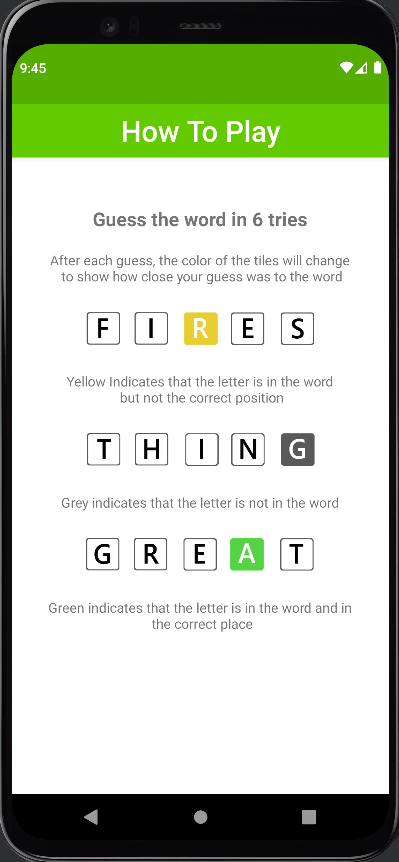 9:45
How To Play
Guess the word in 6 tries
After each guess, the color of the tiles will change
to show how close your guess was to the word
F I R E S
Yellow Indicates that the letter is in the word
but not the correct position
T H I N G
Grey indicates that the letter is not in the word
G R E A T
Green indicates that the letter is in the word and in
the correct place